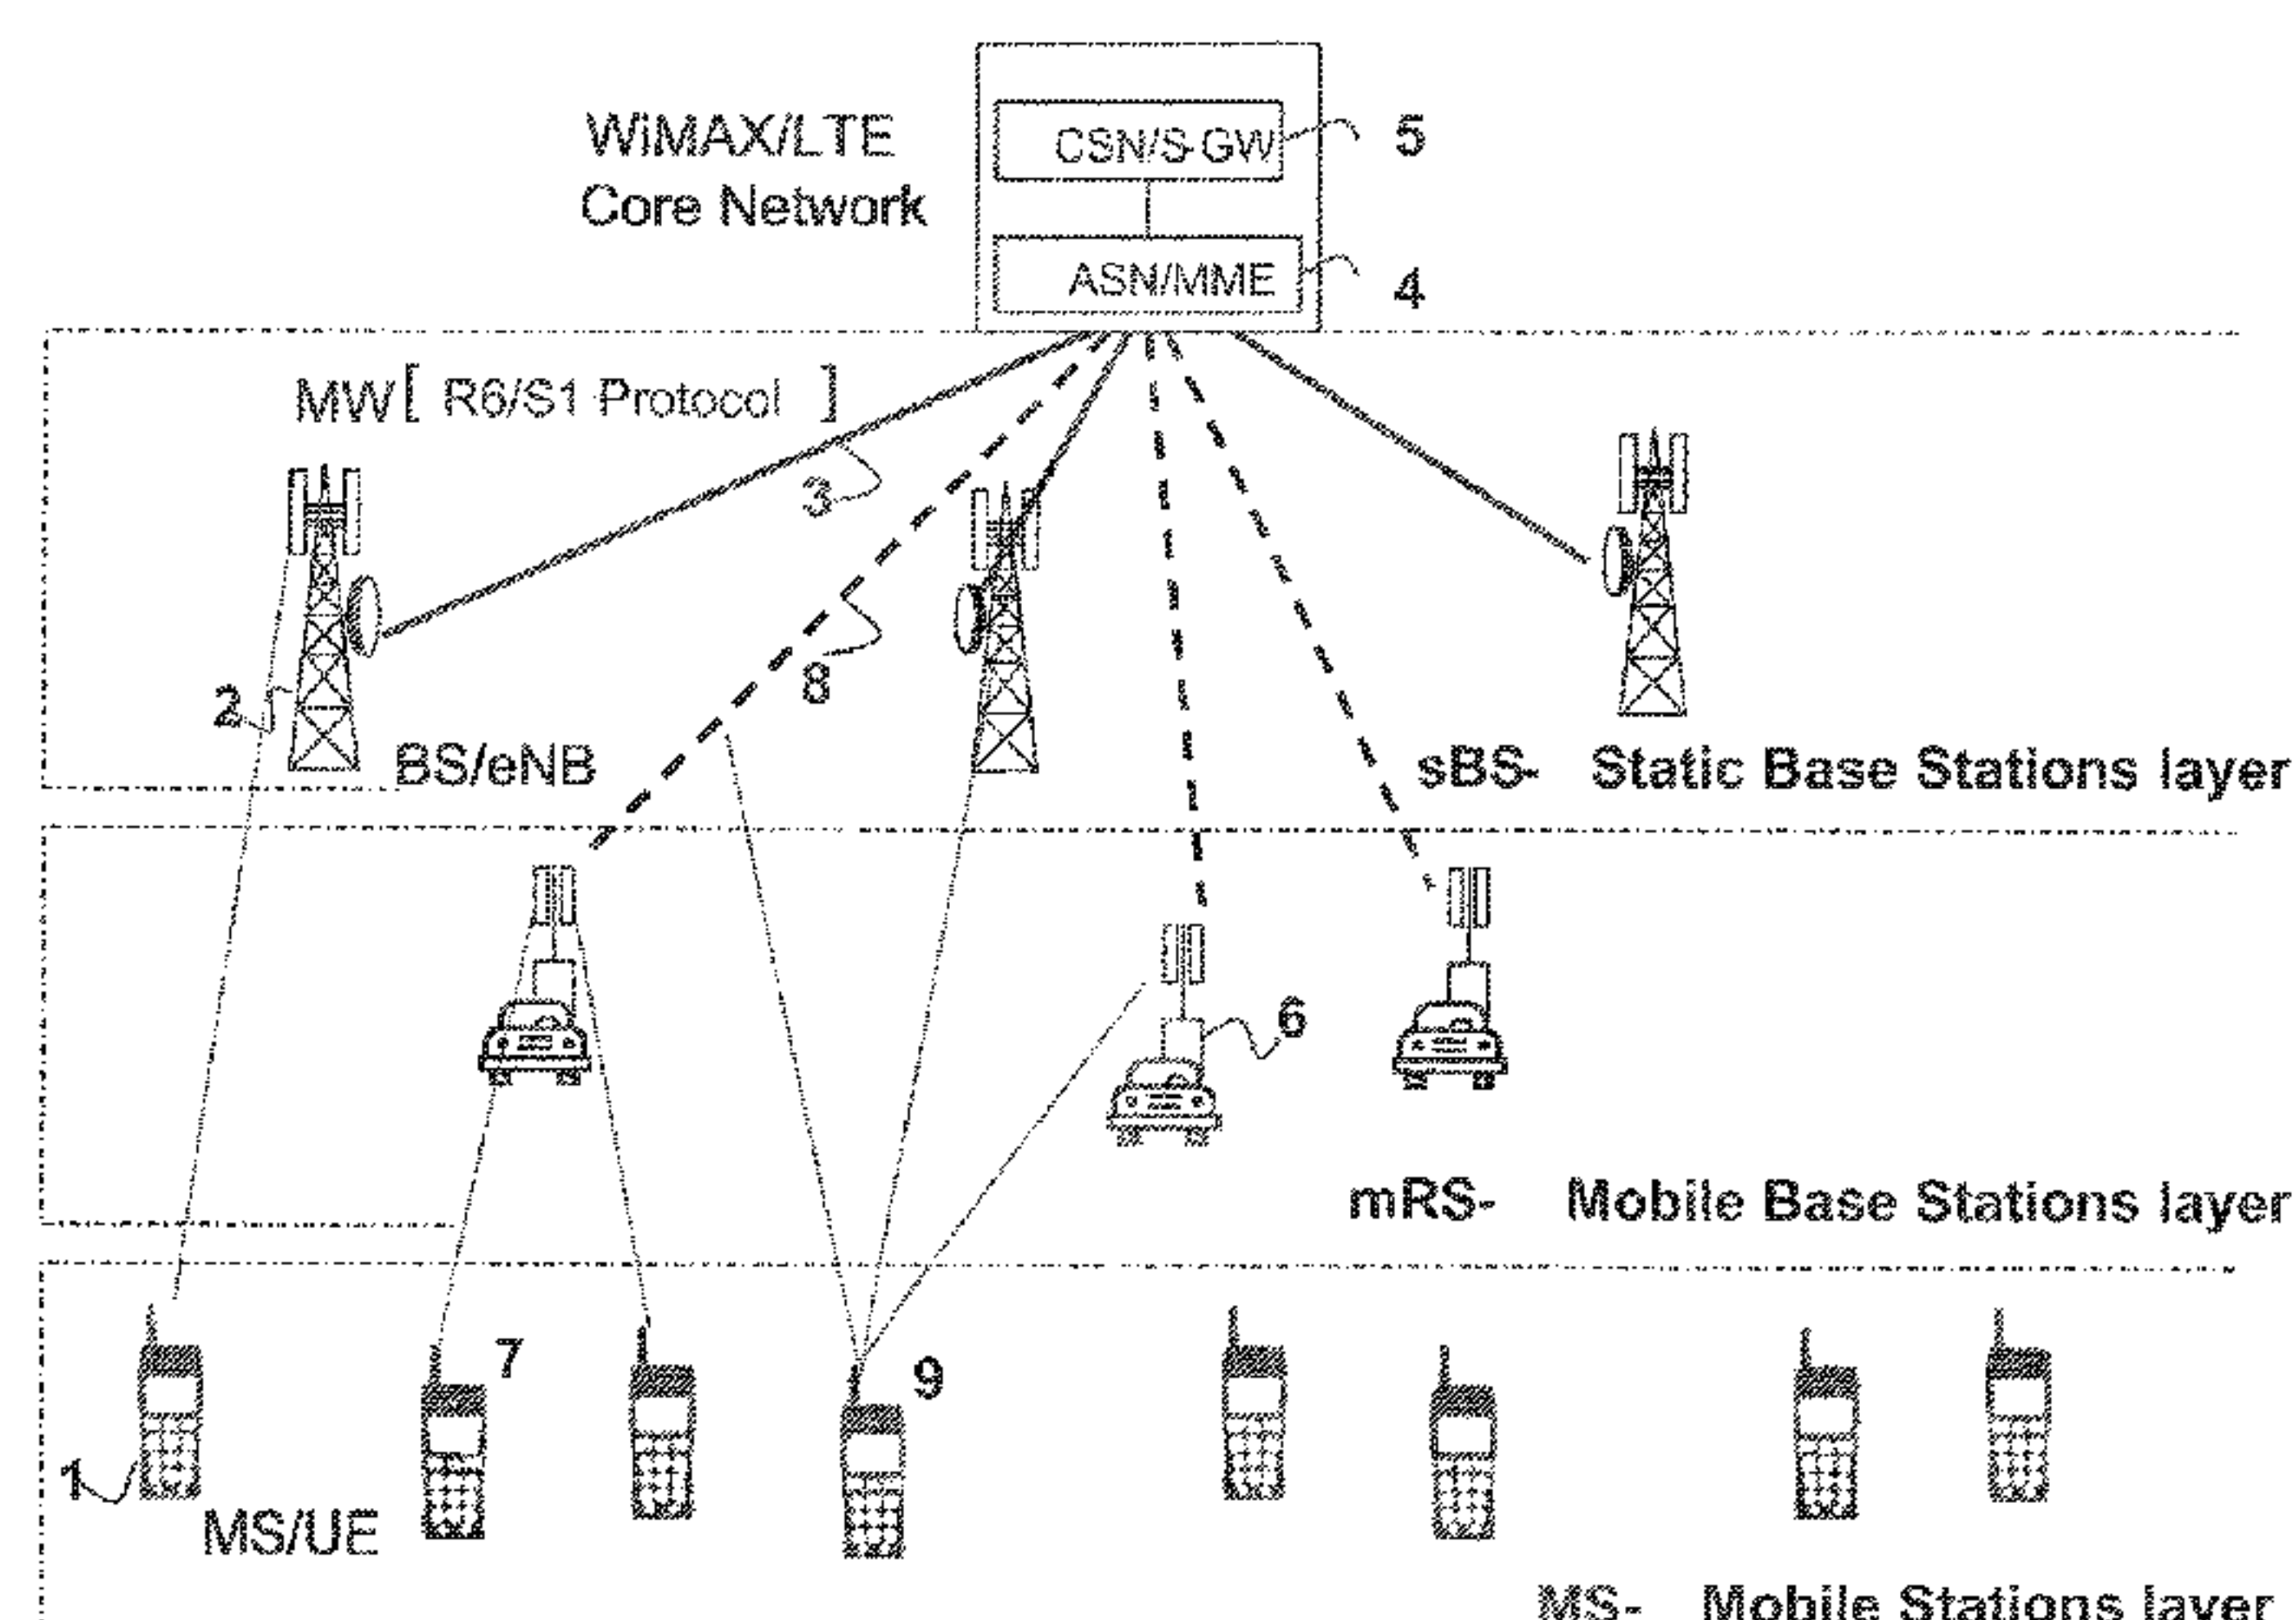 WiMAX/LTE
Core Network
CSN/S-GW
5
ASN/MME
4
MW[ R6/S1 Protocol ]
3
2
8
BS/eNB
sBS- Static Base Stations layer
6
mRS- Mobile Base Stations layer
7
9
1
MS/UE
MS- Mobile Stations layer